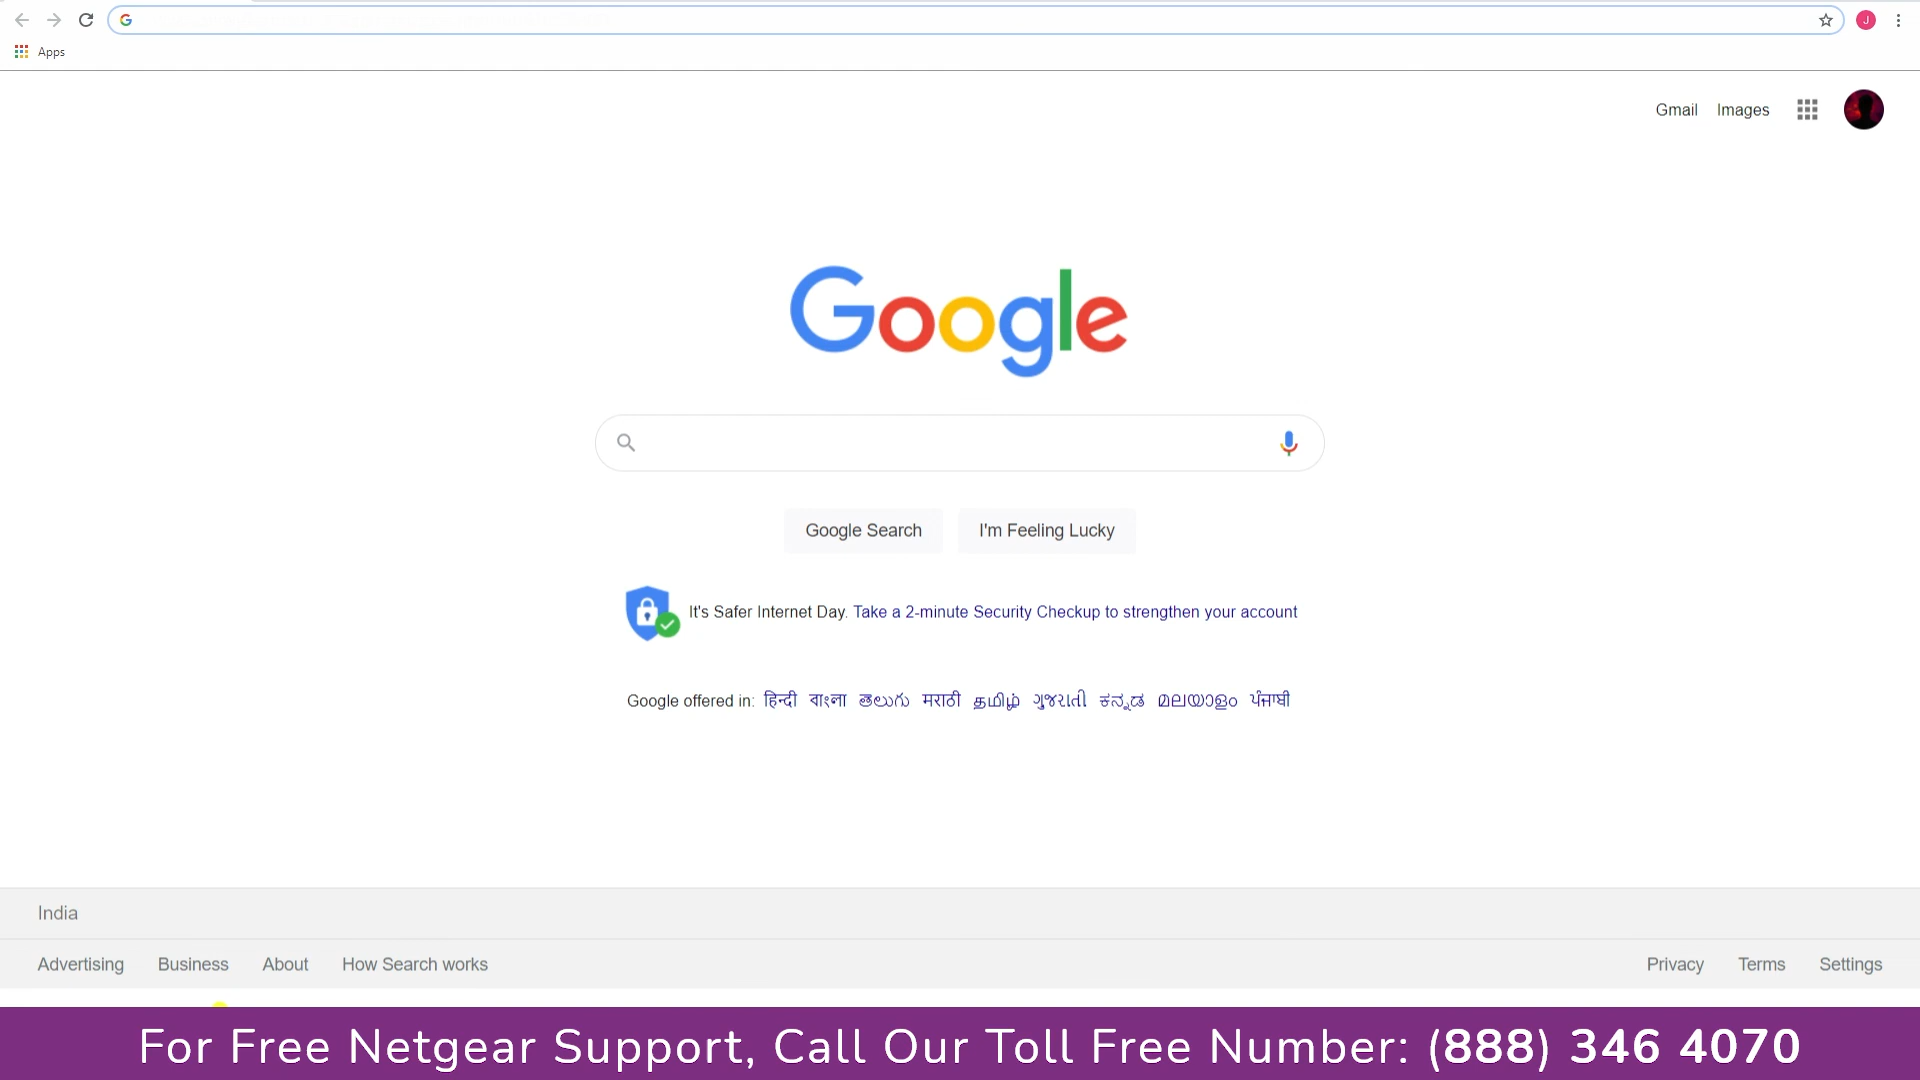 Apps
Gmail Images
J
Google
Google Search I'm Feeling Lucky
It's Safer Internet Day. Take a 2-minute Security Checkup to strengthen your account
Google offered in: हिन्दी বাংলা తెలుగు मराठी தமிழ் ગુજરાતી ಕನ್ನಡ മലയാളം ਪੰਜਾਬੀ
India
Advertising Business About How Search works Privacy Terms Settings
For Free Netgear Support, Call Our Toll Free Number: (888) 346 4070